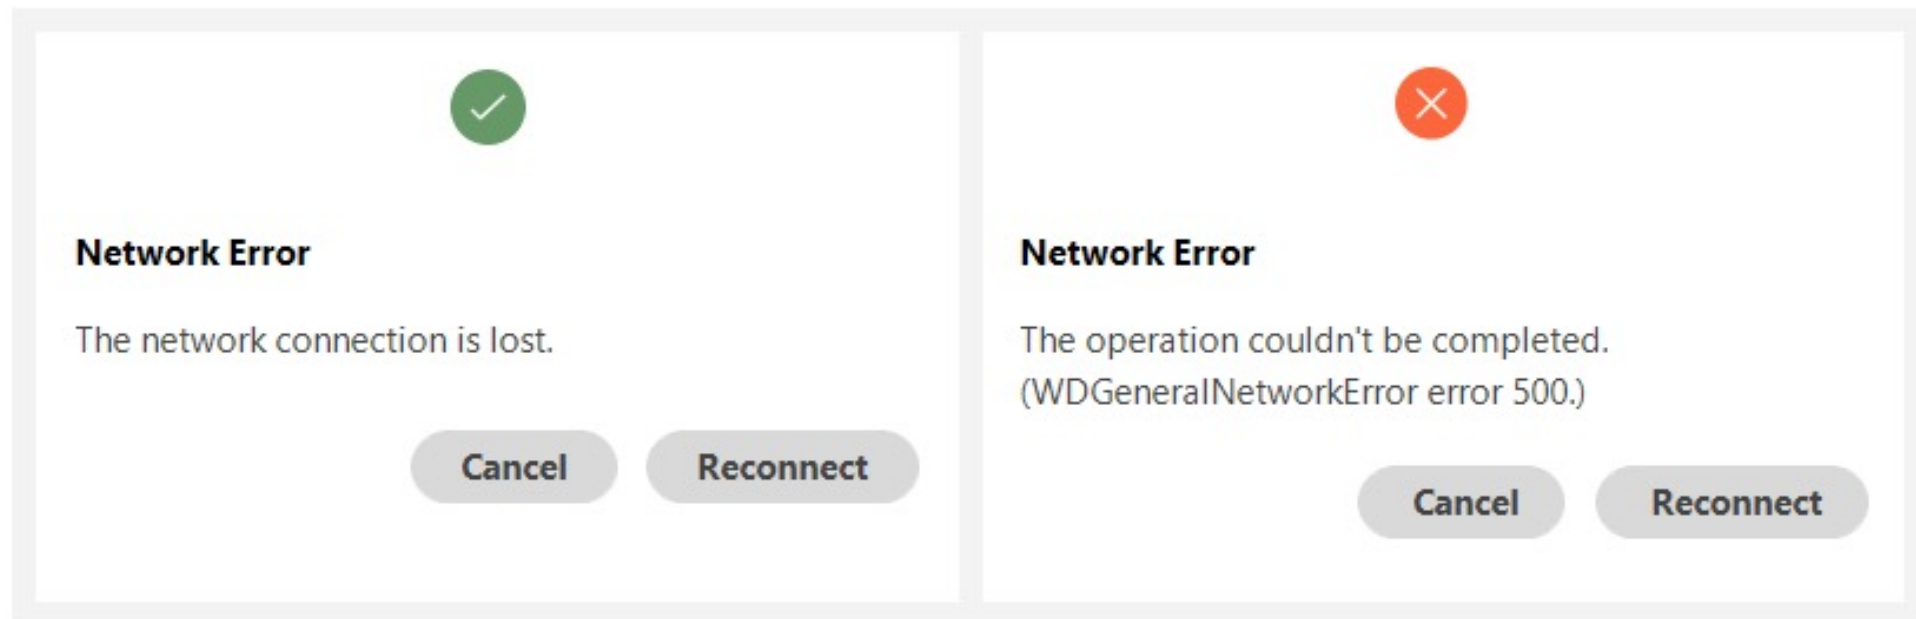 Network Error
The network connection is lost.
Cancel
Reconnect
Network Error
The operation couldn't be completed.
(WDGeneralNetworkError error 500.)
Cancel
Reconnect